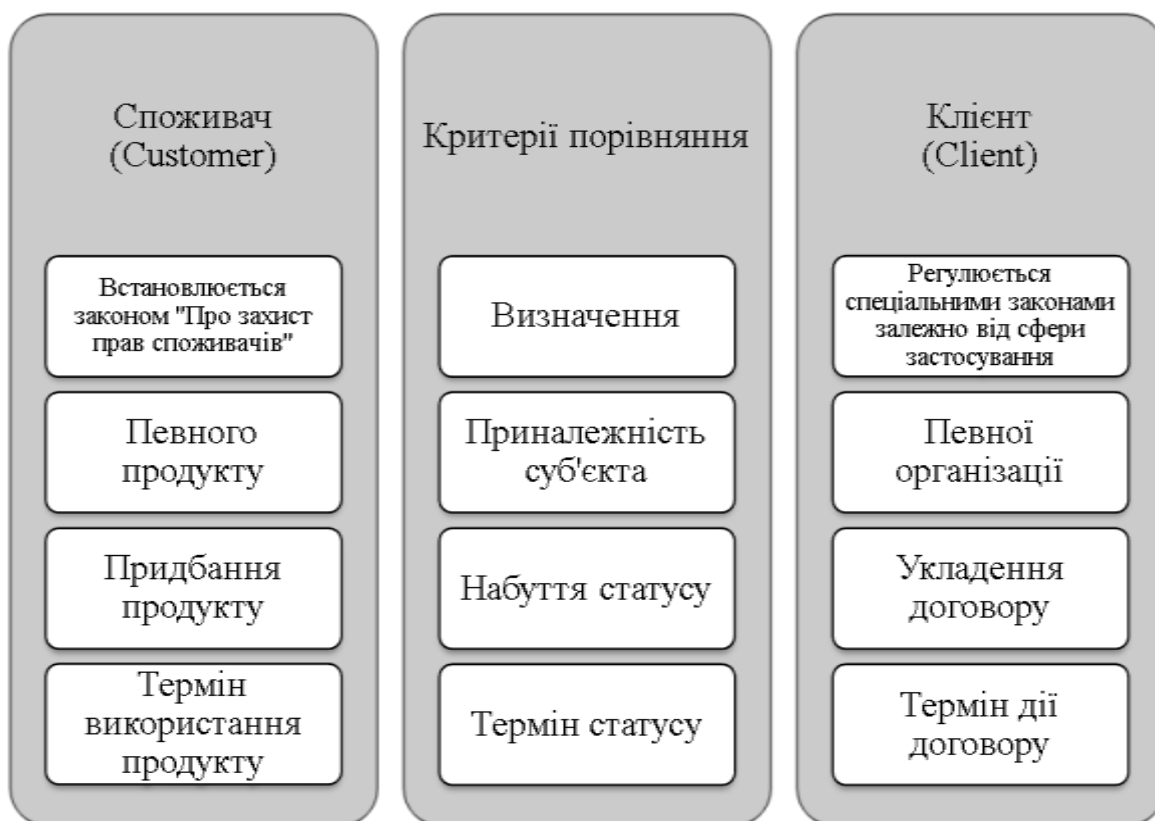 Споживач
(Customer)
Встановлюється
законом "Про захист
прав споживачів"
Певного
продукту
Придбання
продукту
Термін
використання
продукту
Критерії порівняння
Визначення
Приналежність
суб'єкта
Набуття статусу
Термін статусу
Клієнт
(Client)
Регулюється
спеціальними законами
залежно від сфери
застосування
Певної
організації
Укладення
договору
Термін дії
договору